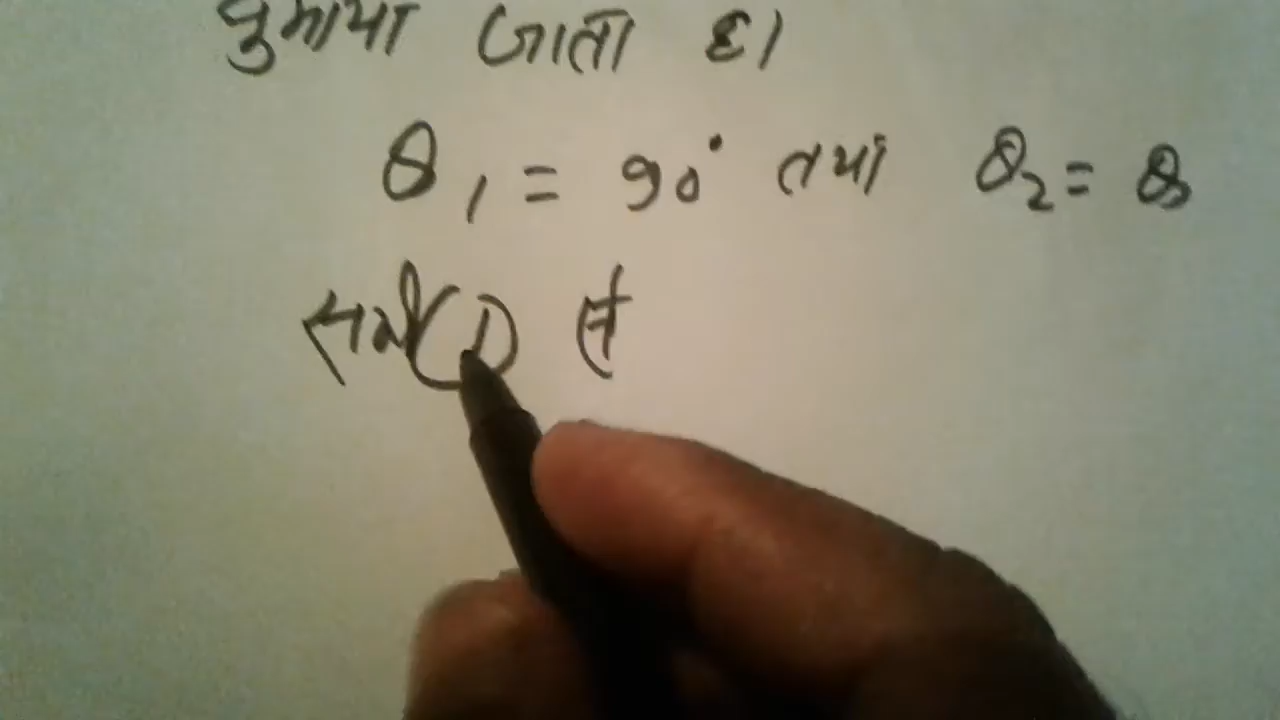 घुमाया जाता है।
θ₁ = 90° तथा θ₂ = θ
समी(1) से